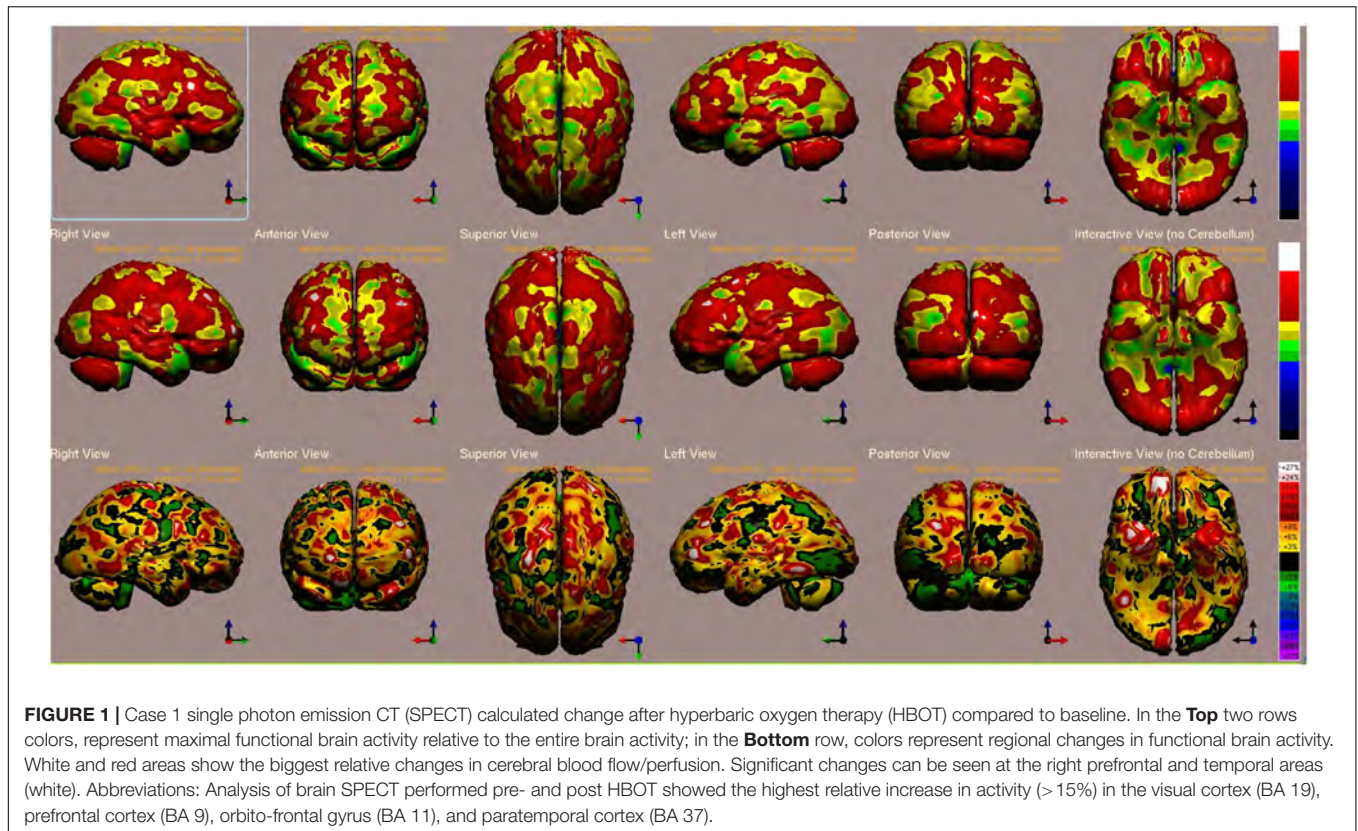 Right View Anterior View Superior View Left View Posterior View Interactive View (no Cerebellum)
Right View Anterior View Superior View Left View Posterior View Interactive View (no Cerebellum)
+27%
+24%
+9%
+6%
+3%
FIGURE 1 | Case 1 single photon emission CT (SPECT) calculated change after hyperbaric oxygen therapy (HBOT) compared to baseline. In the Top two rows
colors, represent maximal functional brain activity relative to the entire brain activity; in the Bottom row, colors represent regional changes in functional brain activity.
White and red areas show the biggest relative changes in cerebral blood flow/perfusion. Significant changes can be seen at the right prefrontal and temporal areas
(white). Abbreviations: Analysis of brain SPECT performed pre- and post HBOT showed the highest relative increase in activity (>15%) in the visual cortex (BA 19),
prefrontal cortex (BA 9), orbito-frontal gyrus (BA 11), and paratemporal cortex (BA 37).